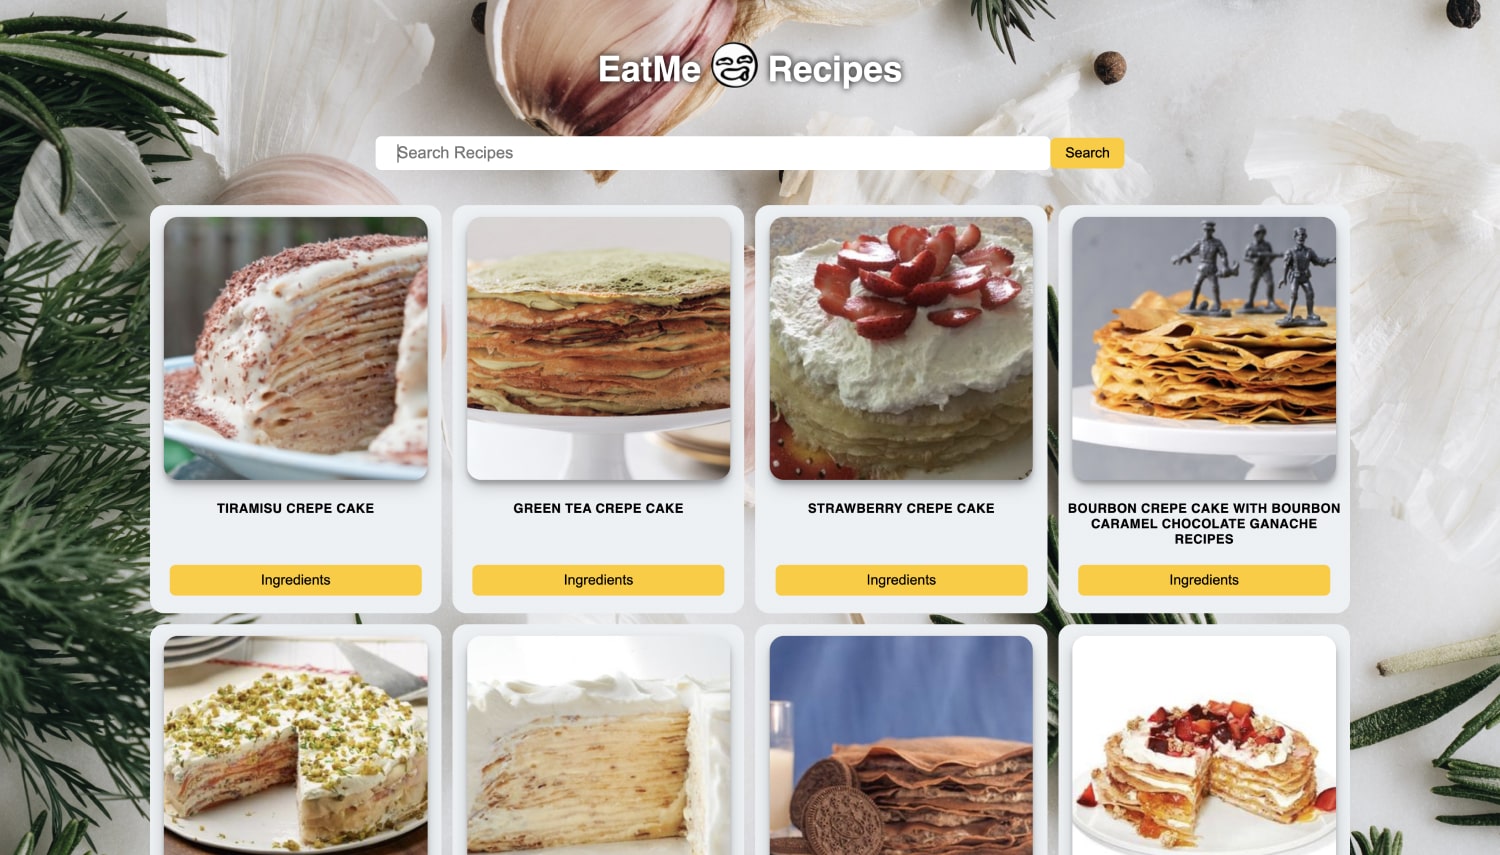 EatMe Recipes
Search Recipes
Search
TIRAMISU CREPE CAKE
GREEN TEA CREPE CAKE
STRAWBERRY CREPE CAKE
BOURBON CREPE CAKE WITH BOURBON
CARAMEL CHOCOLATE GANACHE
RECIPES
Ingredients
Ingredients
Ingredients
Ingredients